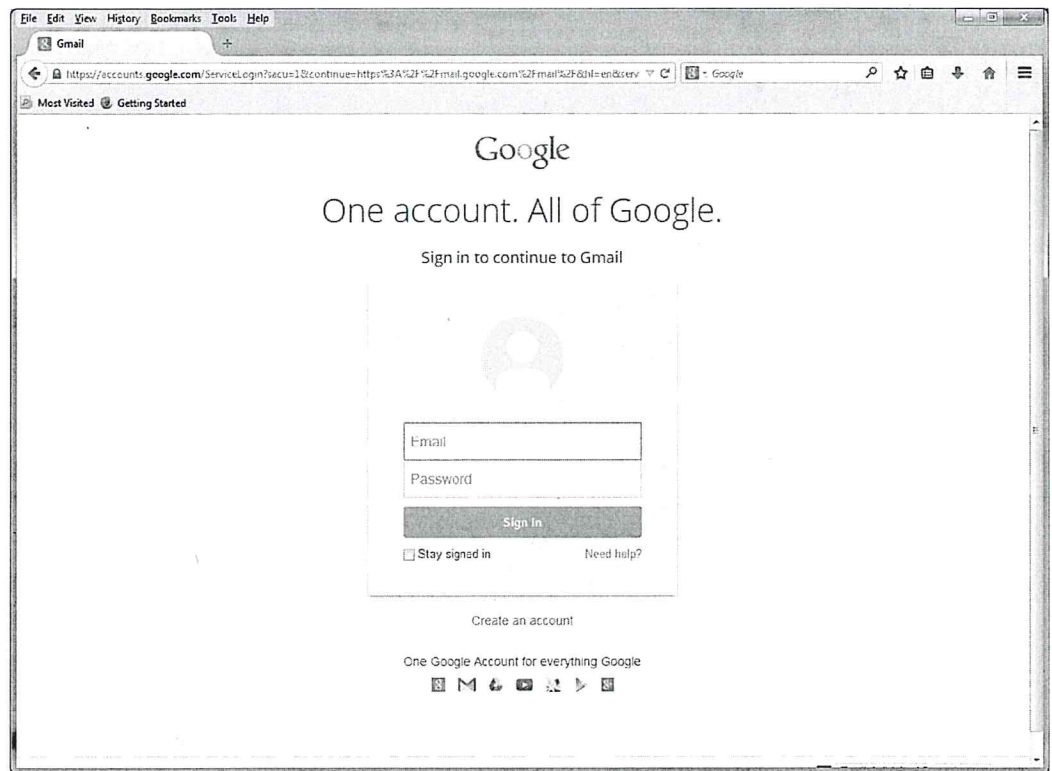 File Edit View History Bookmarks Tools Help
Gmail
https://accounts.google.com/ServiceLogin?sacu=1&continue=https%3A%2F%2Fmail.google.com%2Fmail%2F&hl=en&serv Google
Most Visited Getting Started
Google
One account. All of Google.
Sign in to continue to Gmail
Email
Password
Sign in
Stay signed in Need help?
Create an account
One Google Account for everything Google